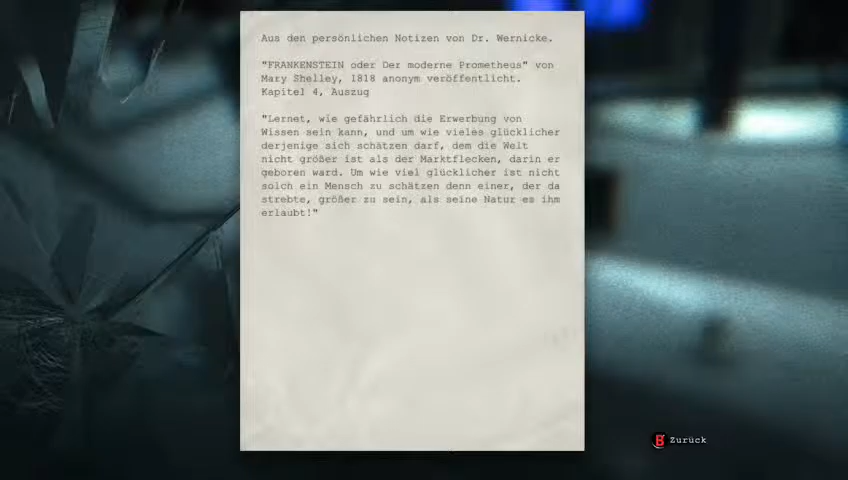 Aus den persönlichen Notizen von Dr. Wernicke.
"FRANKENSTEIN oder Der moderne Prometheus" von
Mary Shelley, 1818 anonym veröffentlicht.
Kapitel 4, Auszug
"Lernet, wie gefährlich die Erwerbung von
Wissen sein kann, und um wie vieles glücklicher
derjenige sich schätzen darf, dem die Welt
nicht größer ist als der Marktflecken, darin er
geboren ward. Um wie viel glücklicher ist nicht
solch ein Mensch zu schätzen denn einer, der da
strebte, größer zu sein, als seine Natur es ihm
erlaubt!"
B Zurück